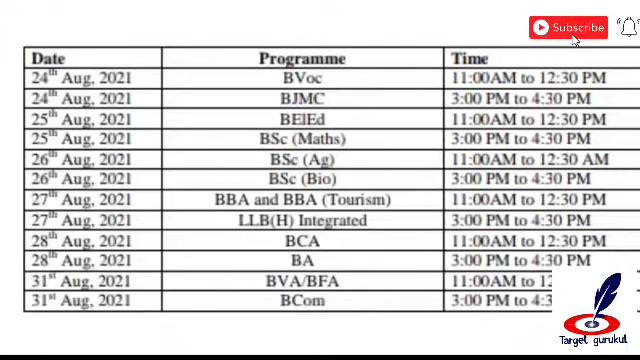 Subscribe
Date Programme Time
24th Aug, 2021 BVoc 11:00AM to 12:30 PM
24th Aug, 2021 BJMC 3:00 PM to 4:30 PM
25th Aug, 2021 BElEd 11:00AM to 12:30 PM
25th Aug, 2021 BSc (Maths) 3:00 PM to 4:30 PM
26th Aug, 2021 BSc (Ag) 11:00AM to 12:30 AM
26th Aug, 2021 BSc (Bio) 3:00 PM to 4:30 PM
27th Aug, 2021 BBA and BBA (Tourism) 11:00AM to 12:30 PM
27th Aug, 2021 LLB(H) Integrated 3:00 PM to 4:30 PM
28th Aug, 2021 BCA 11:00AM to 12:30 PM
28th Aug, 2021 BA 3:00 PM to 4:30 PM
31st Aug, 2021 BVA/BFA 11:00AM to
31st Aug, 2021 BCom 3:00 PM to
Target gurukul